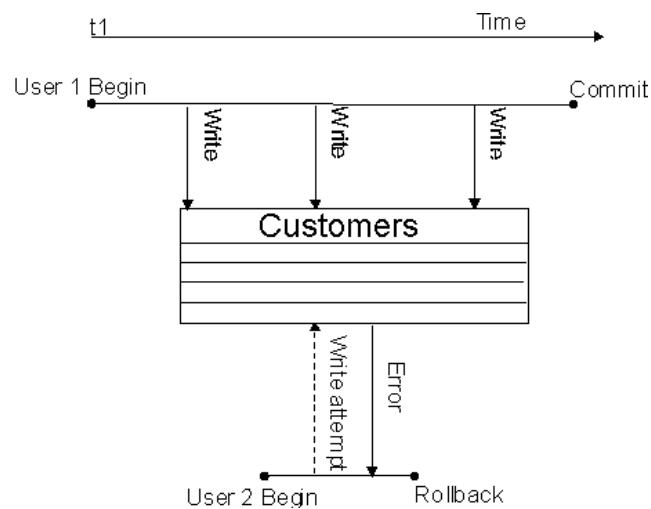 t1
Time
User 1 Begin
Commit
Write
Write
Write
Customers
Write attempt
Error
User 2 Begin
Rollback